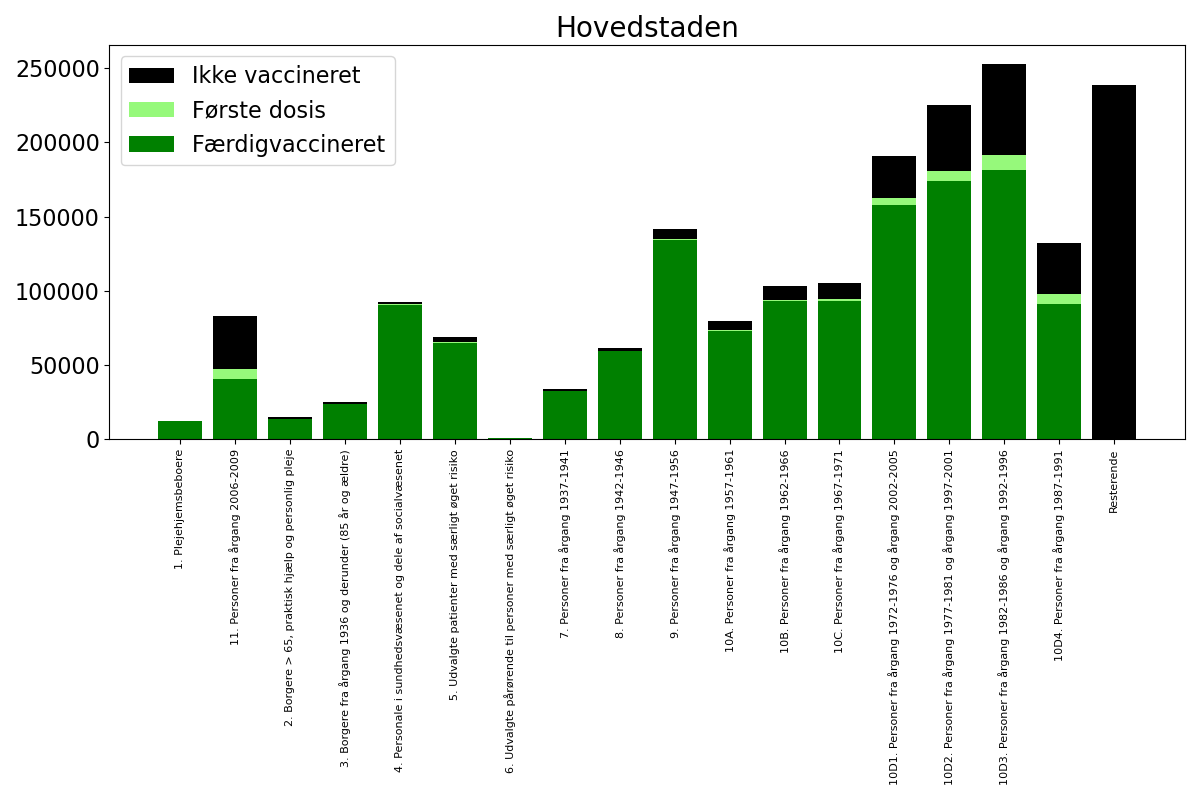 Hovedstaden
Ikke vaccineret
Første dosis
Færdigvaccineret
250000
200000
150000
100000
50000
0
1. Plejehjemsbeboere
11. Personer fra årgang 2006-2009
2. Borgere > 65, praktisk hjælp og personlig pleje
3. Borgere fra årgang 1936 og derunder (85 år og ældre)
4. Personale i sundhedsvæsenet og dele af socialvæsenet
5. Udvalgte patienter med særligt øget risiko
6. Udvalgte pårørende til personer med særligt øget risiko
7. Personer fra årgang 1937-1941
8. Personer fra årgang 1942-1946
9. Personer fra årgang 1947-1956
10A. Personer fra årgang 1957-1961
10B. Personer fra årgang 1962-1966
10C. Personer fra årgang 1967-1971
10D1. Personer fra årgang 1972-1976 og årgang 2002-2005
10D2. Personer fra årgang 1977-1981 og årgang 1997-2001
10D3. Personer fra årgang 1982-1986 og årgang 1992-1996
10D4. Personer fra årgang 1987-1991
Resterende